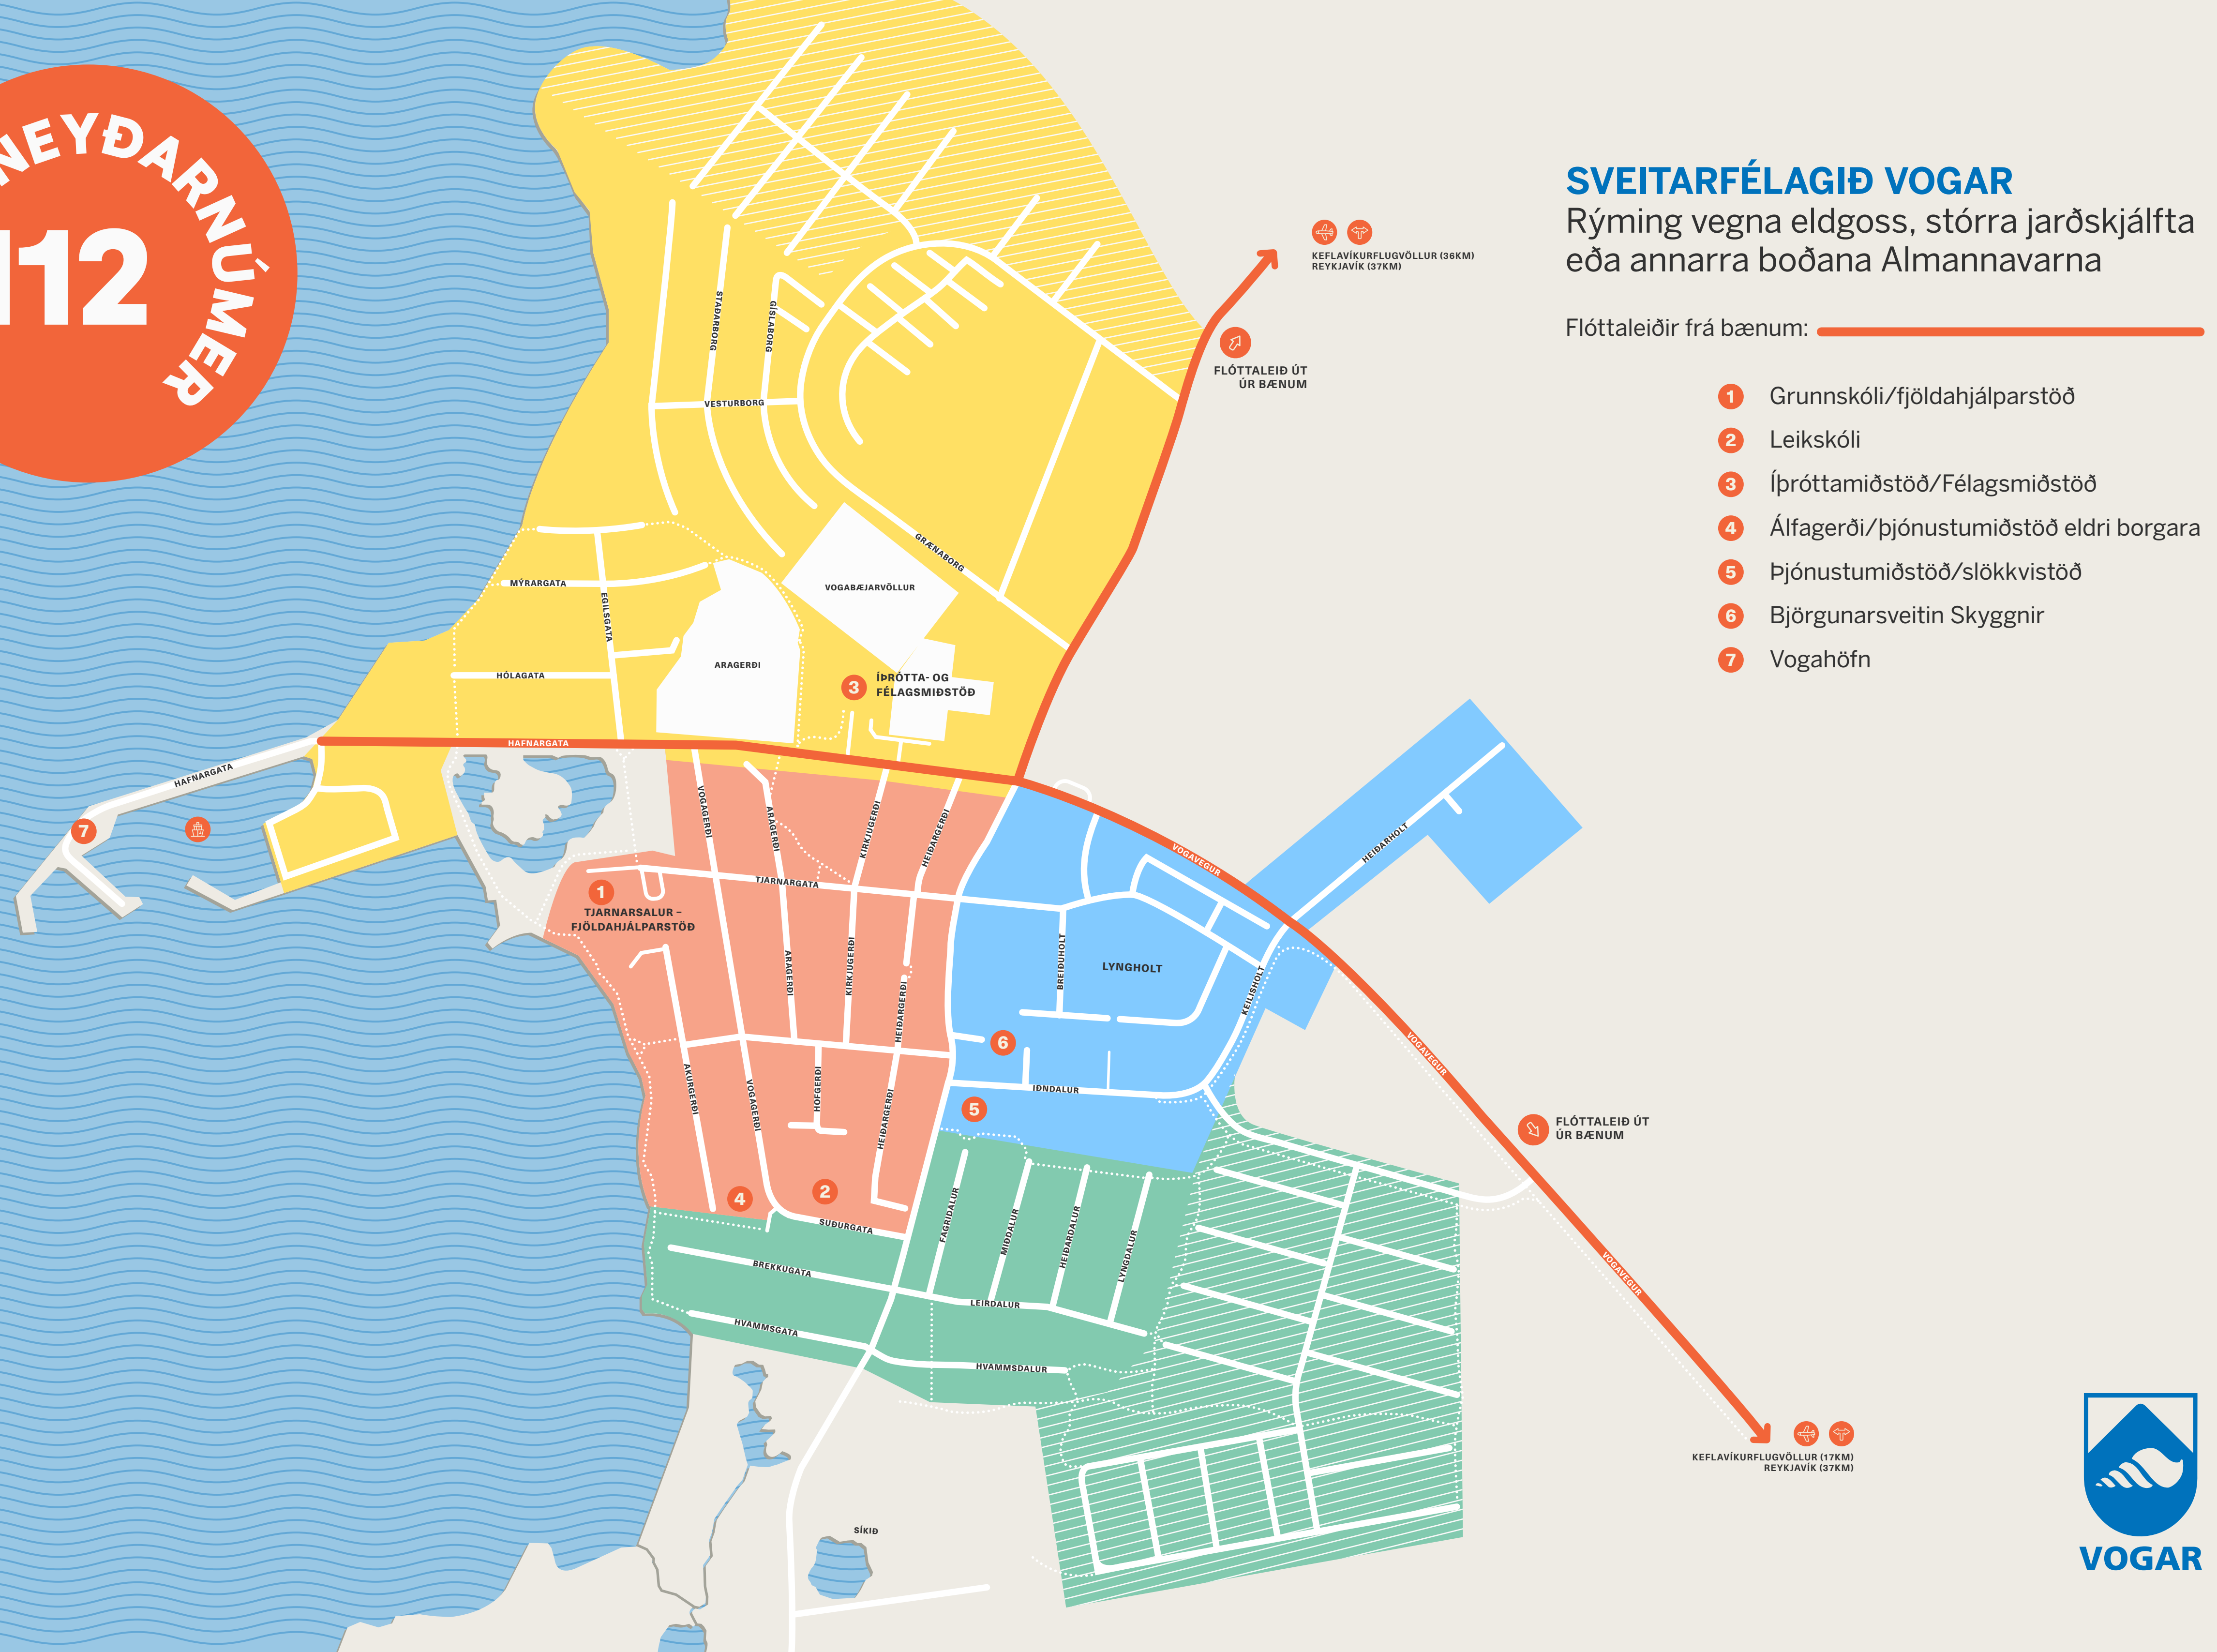 NEYÐARNÚMER
112
SVEITARFÉLAGIÐ VOGAR
Rýming vegna eldgoss, stórra jarðskjálfta
eða annarra boðana Almannavarna
Flóttaleiðir frá bænum:
1 Grunnskóli/fjöldahjálparstöð
2 Leikskóli
3 Íþróttamiðstöð/Félagsmiðstöð
4 Álfagerði/þjónustumiðstöð eldri borgara
5 Þjónustumiðstöð/slökkvistöð
6 Björgunarsveitin Skyggnir
7 Vogahöfn
KEFLAVÍKURFLUGVÖLLUR (36KM)
REYKJAVÍK (37KM)
FLÓTTALEIÐ ÚT
ÚR BÆNUM
STAÐARBORG
GÍSLABORG
VESTURBORG
GRÆNABORG
VOGABÆJARVÖLLUR
MÝRARGATA
EGILSGATA
HÓLAGATA
ARAGERÐI
3
ÍÞRÓTTA- OG
FÉLAGSMIÐSTÖÐ
HAFNARGATA
HAFNARGATA
7
VOGAGERÐI
ARAGERÐI
KIRKJUGERÐI
HEIÐARGERÐI
TJARNARGATA
1
TJARNARSALUR –
FJÖLDAHJÁLPARSTÖÐ
VOGAVEGUR
HEIÐARHOLT
BREIÐUHOLT
LYNGHOLT
KEILISHOLT
ARAGERÐI
KIRKJUGERÐI
HEIÐARGERÐI
6
IÐNDALUR
5
AKURGERÐI
VOGAGERÐI
HOFGERÐI
HEIÐARGERÐI
4
2
SUÐURGATA
VOGAVEGUR
FLÓTTALEIÐ ÚT
ÚR BÆNUM
FAGRIDALUR
MIÐDALUR
HEIÐARDALUR
LYNGDALUR
BREKKUGATA
LEIRDALUR
HVAMMSGATA
HVAMMSDALUR
VOGAVEGUR
KEFLAVÍKURFLUGVÖLLUR (17KM)
REYKJAVÍK (37KM)
SÍKIÐ
VOGAR